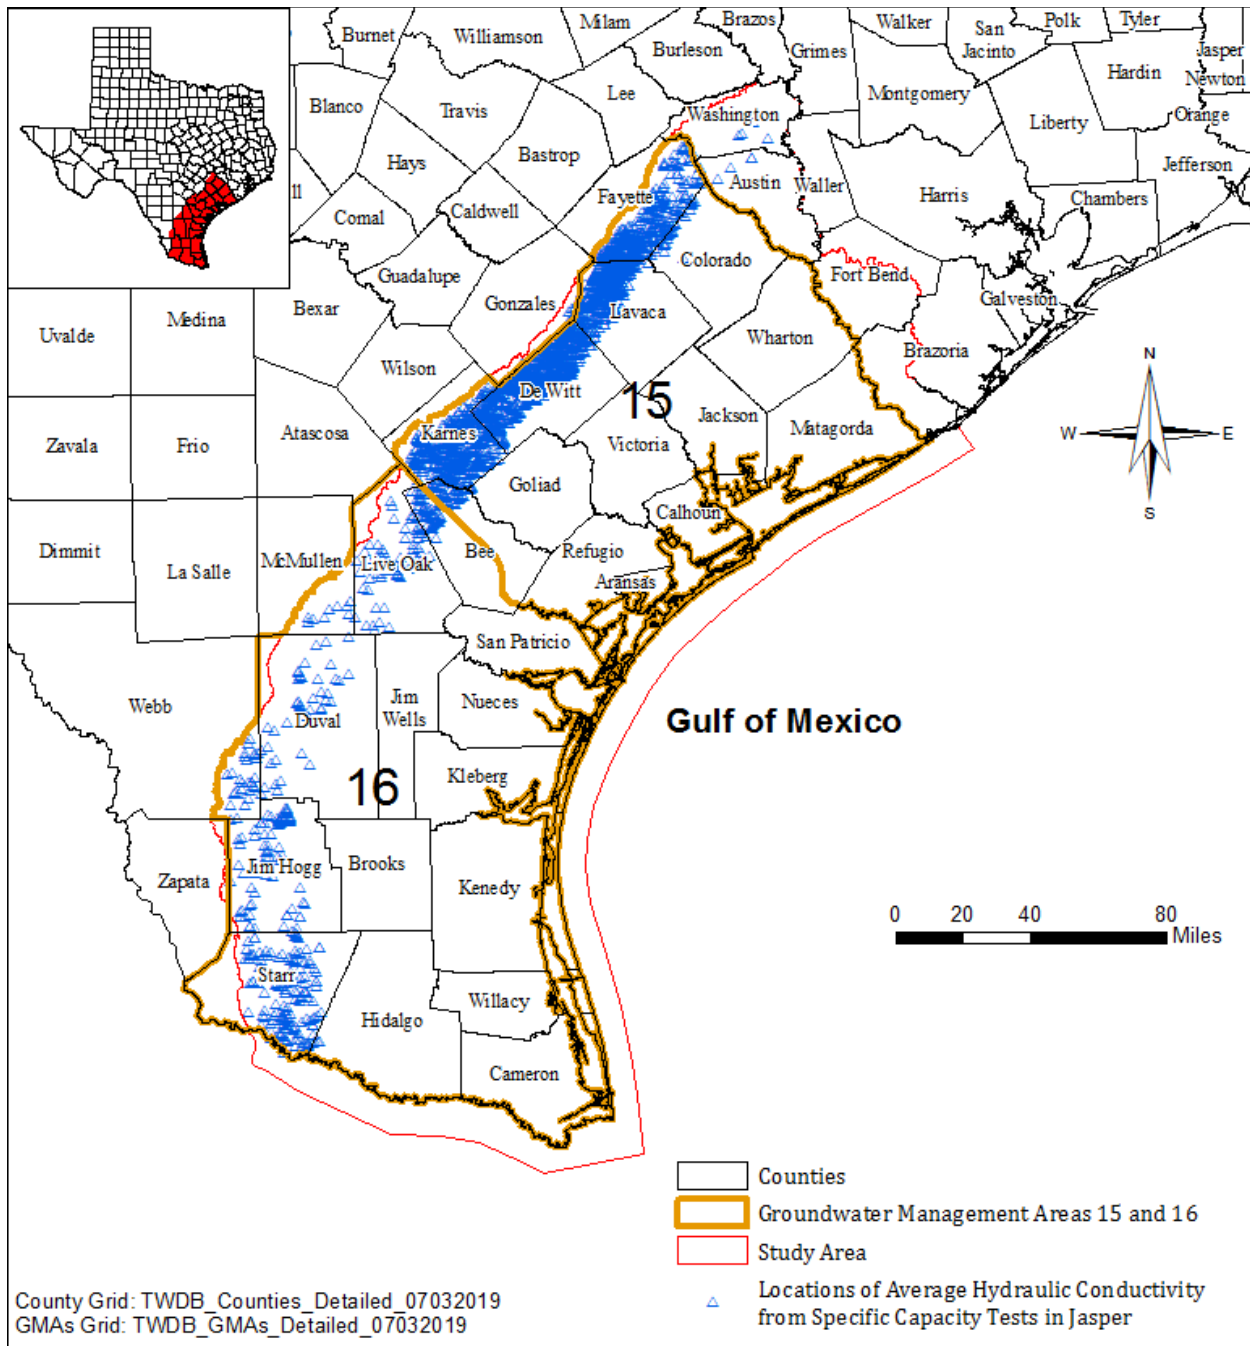 Milam
Brazos
Walker
Polk
Tyler
Burnet
Williamson
Burleson
Grimes
San
Jacinto
Jasper
Hardin
Newton
Blanco
Travis
Lee
Washington
Montgomery
Liberty
Orange
Hays
Bastrop
Jefferson
ll
Comal
Caldwell
Fayette
Austin
Waller
Harris
Chambers
Guadalupe
Colorado
Fort Bend
Galveston
Medina
Bexar
Gonzales
Lavaca
Uvalde
Wharton
Brazoria
Wilson
De Witt
15
N
Zavala
Frio
Atascosa
Karnes
Victoria
Jackson
Matagorda
W
E
Goliad
Calhoun
S
Dimmit
La Salle
McMullen
Live Oak
Bee
Refugio
Aransas
San Patricio
Webb
Duval
Jim
Wells
Nueces
Gulf of Mexico
16
Kleberg
Zapata
Jim Hogg
Brooks
Kenedy
0 20 40 80
Miles
Starr
Hidalgo
Willacy
Cameron
Counties
Groundwater Management Areas 15 and 16
Study Area
Locations of Average Hydraulic Conductivity
from Specific Capacity Tests in Jasper
County Grid: TWDB_Counties_Detailed_07032019
GMAs Grid: TWDB_GMAs_Detailed_07032019